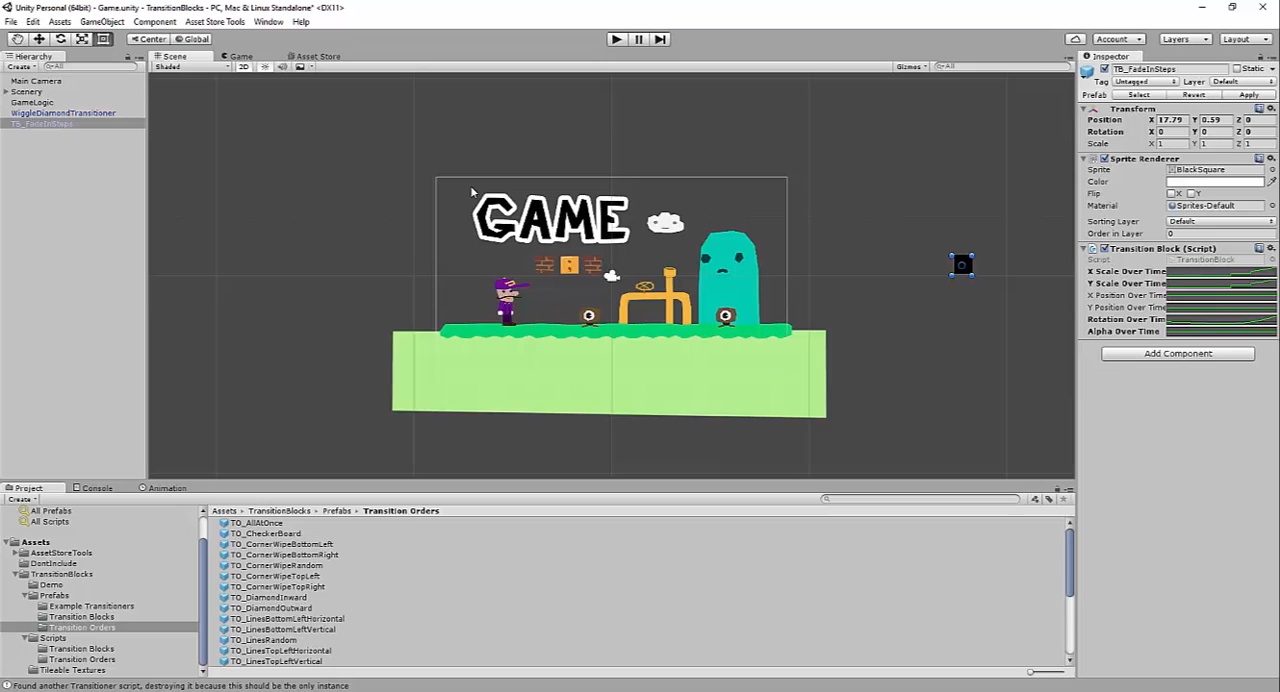 Unity Personal (64bit) - Game.unity - TransitionBlocks - PC, Mac & Linux Standalone* <DX11>
File Edit Assets GameObject Component Asset Store Tools Window Help
Center Global Account Layers Layout
Hierarchy Scene Game Asset Store Inspector
Create All Shaded 2D Gizmos All
TB_FadeInSteps Static
Main Camera
Scenery
GameLogic
WiggleDiamondTransitioner
TB_FadeInSteps
Tag Untagged Layer Default
Prefab Select Revert Apply
Transform
Position X 17.79 Y 0.59 Z 0
Rotation X 0 Y 0 Z 0
Scale X 1 Y 1 Z 1
Sprite Renderer
Sprite BlackSquare
Color
Flip X Y
Material Sprites-Default
Sorting Layer Default
Order in Layer 0
Transition Block (Script)
Script TransitionBlock
X Scale Over Time
Y Scale Over Time
X Position Over Time
Y Position Over Time
Rotation Over Time
Alpha Over Time
Add Component
GAME
Project Console Animation
Create
All Prefabs
All Scripts
Assets
AssetStoreTools
DontInclude
TransitionBlocks
Demo
Prefabs
Example Transitioners
Transition Blocks
Transition Orders
Scripts
Transition Blocks
Transition Orders
Tileable Textures
Assets TransitionBlocks Prefabs Transition Orders
TO_AllAtOnce
TO_CheckerBoard
TO_CornerWipeBottomLeft
TO_CornerWipeBottomRight
TO_CornerWipeRandom
TO_CornerWipeTopLeft
TO_CornerWipeTopRight
TO_DiamondInward
TO_DiamondOutward
TO_LinesBottomLeftHorizontal
TO_LinesBottomLeftVertical
TO_LinesRandom
TO_LinesTopLeftHorizontal
TO_LinesTopLeftVertical
Found another Transitioner script, destroying it because this should be the only instance